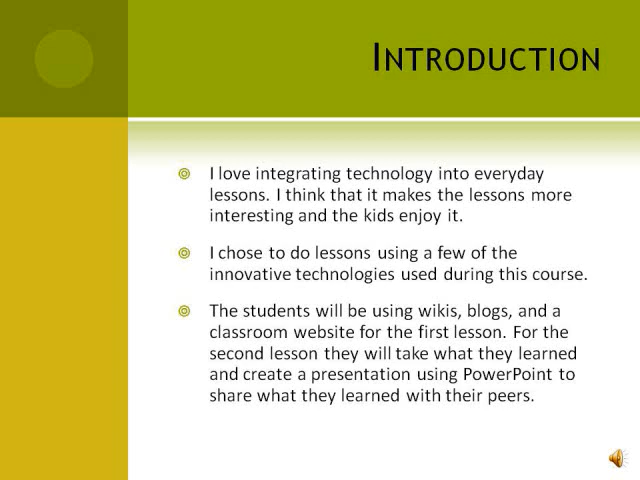 INTRODUCTION
I love integrating technology into everyday
lessons. I think that it makes the lessons more
interesting and the kids enjoy it.
I chose to do lessons using a few of the
innovative technologies used during this course.
The students will be using wikis, blogs, and a
classroom website for the first lesson. For the
second lesson they will take what they learned
and create a presentation using PowerPoint to
share what they learned with their peers.